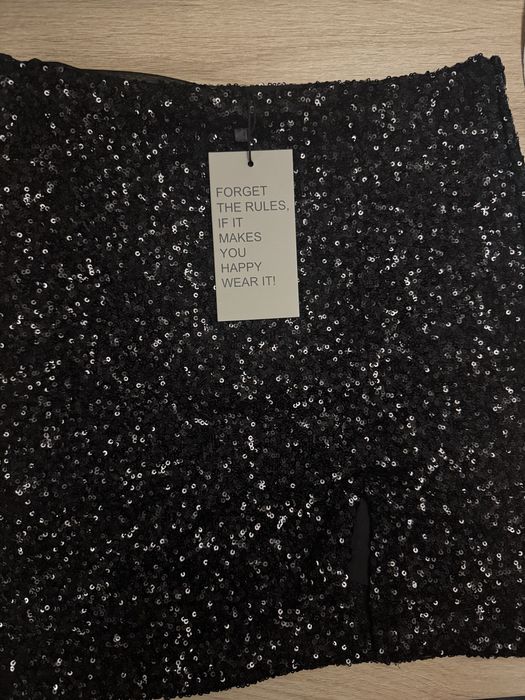 FORGET
THE RULES,
IF IT
MAKES
YOU
HAPPY
WEAR IT!